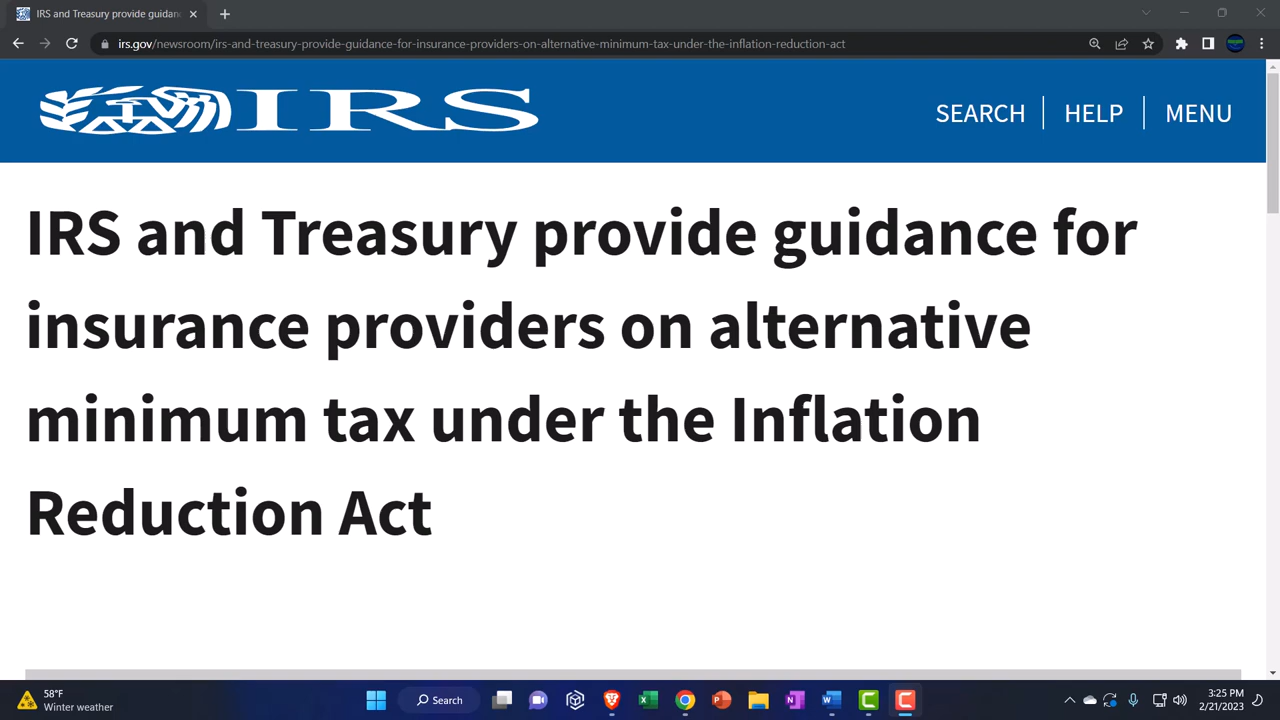 IRS and Treasury provide guidanc
irs.gov/newsroom/irs-and-treasury-provide-guidance-for-insurance-providers-on-alternative-minimum-tax-under-the-inflation-reduction-act
IRS
SEARCH HELP MENU
IRS and Treasury provide guidance for
insurance providers on alternative
minimum tax under the Inflation
Reduction Act
58°F
Winter weather
Search
3:25 PM
2/21/2023